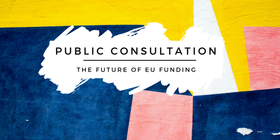 PUBLIC CONSULTATION
THE FUTURE OF EU FUNDING